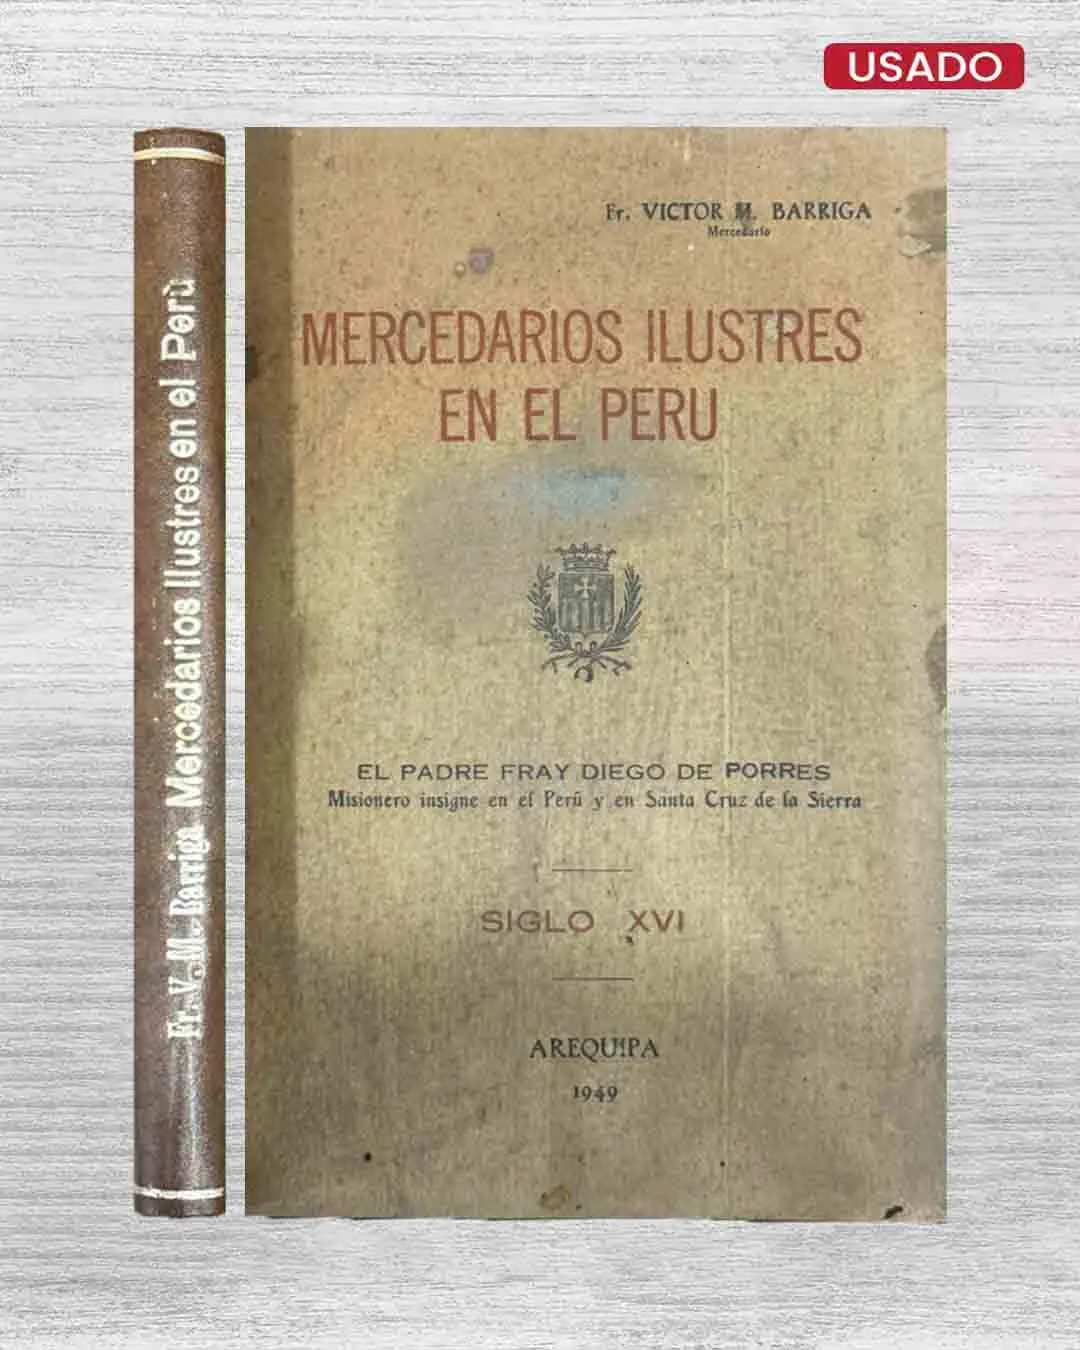 USADO
Fr. V. M. Barriga Mercedarios Ilustres en el Perù
Fr. VICTOR M. BARRIGA
Mercedario
MERCEDARIOS ILUSTRES
EN EL PERU
EL PADRE FRAY DIEGO DE PORRES
Misionero insigne en el Perú y en Santa Cruz de la Sierra
SIGLO XVI
AREQUIPA
1949